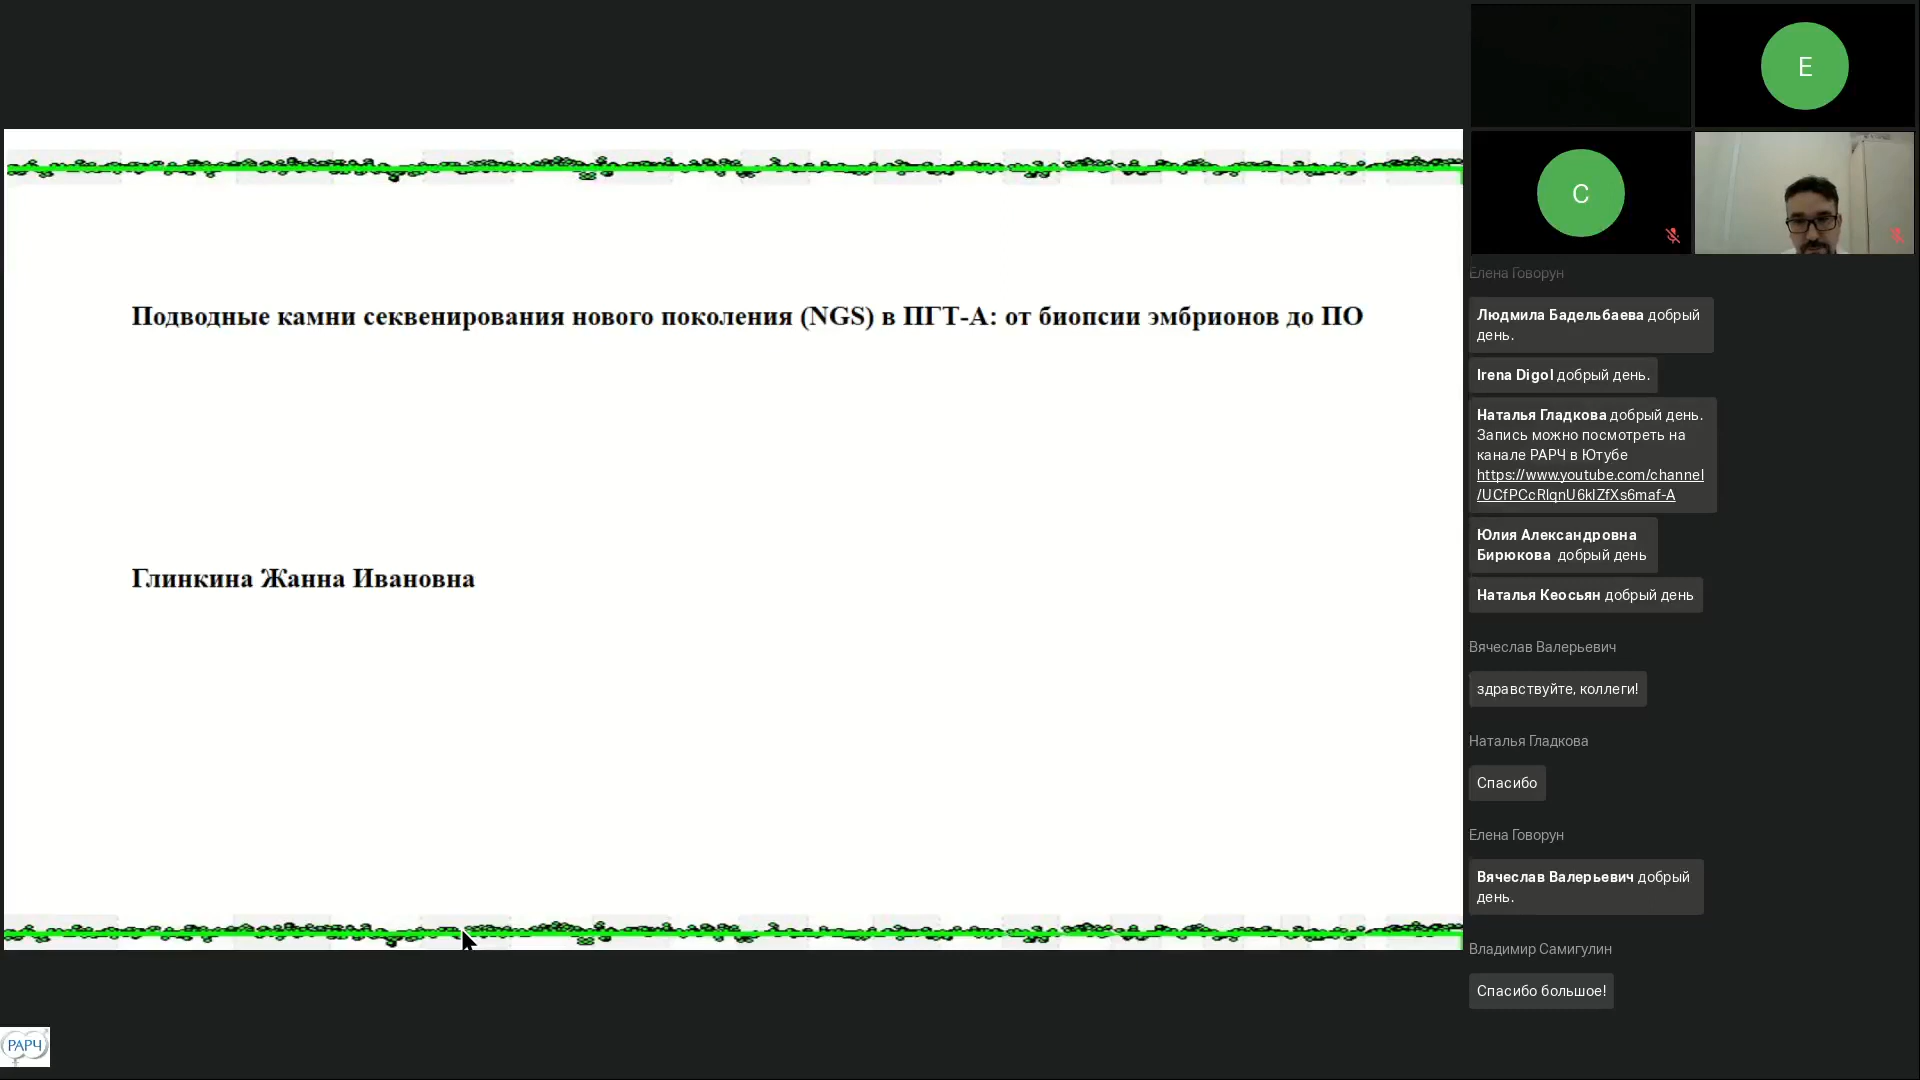 Подводные камни секвенирования нового поколения (NGS) в ПГТ-А: от биопсии эмбрионов до ПО
Глинкина Жанна Ивановна
РАРЧ
E
C
Елена Говорун
Людмила Бадельбаева добрый
день.
Irena Digol добрый день.
Наталья Гладкова добрый день.
Запись можно посмотреть на
канале РАРЧ в Ютубе
https://www.youtube.com/channel
/UCfPCcRlqnU6kIZfXs6maf-A
Юлия Александровна
Бирюкова добрый день
Наталья Кеосьян добрый день
Вячеслав Валерьевич
здравствуйте, коллеги!
Наталья Гладкова
Спасибо
Елена Говорун
Вячеслав Валерьевич добрый
день.
Владимир Самигулин
Спасибо большое!